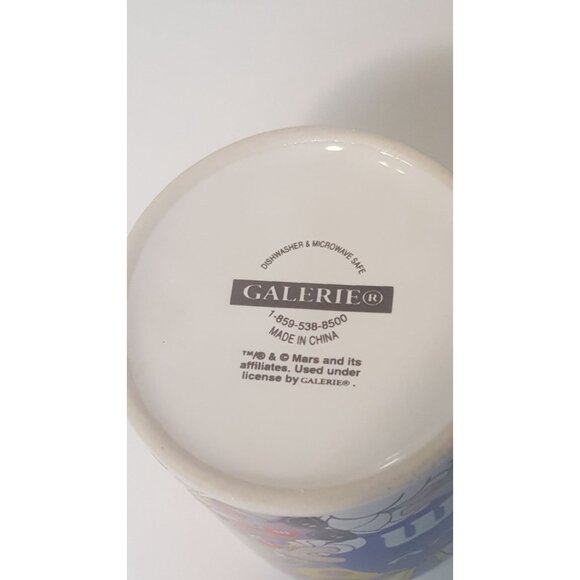 DISHWASHER & MICROWAVE SAFE
GALERIE®
1-859-538-8500
MADE IN CHINA
™/® & © Mars and its
affiliates. Used under
license by GALERIE® .